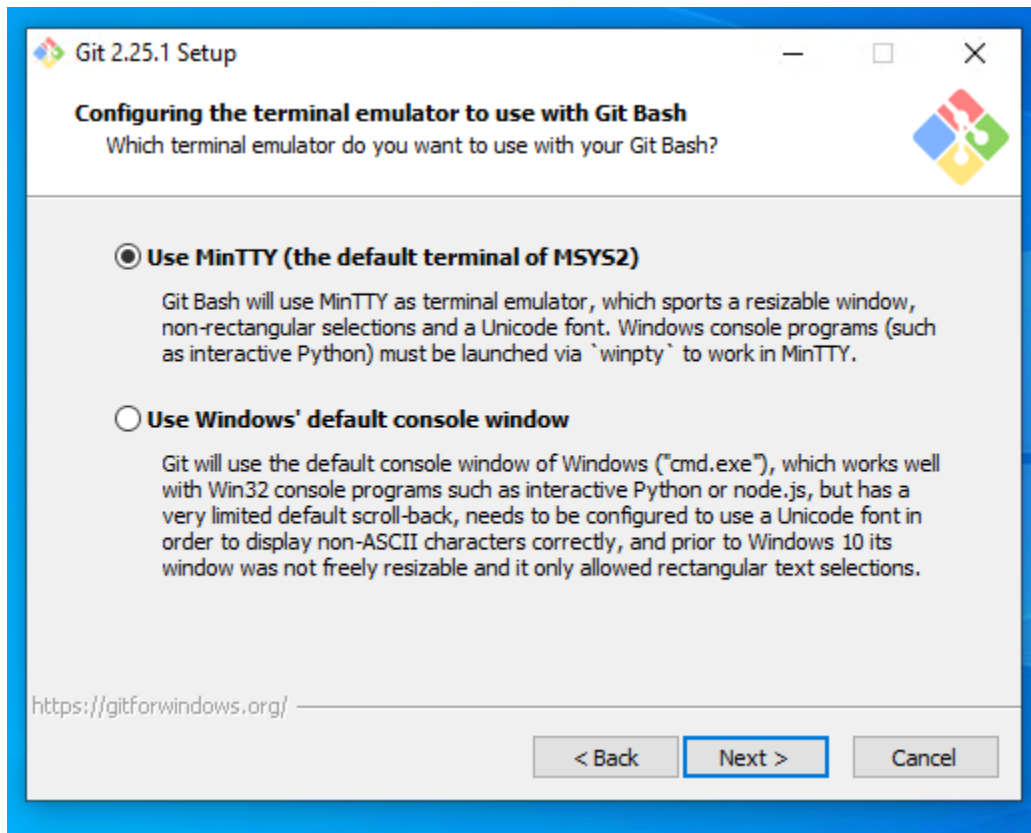 Git 2.25.1 Setup
Configuring the terminal emulator to use with Git Bash
Which terminal emulator do you want to use with your Git Bash?
Use MinTTY (the default terminal of MSYS2)
Git Bash will use MinTTY as terminal emulator, which sports a resizable window,
non-rectangular selections and a Unicode font. Windows console programs (such
as interactive Python) must be launched via `winpty` to work in MinTTY.
Use Windows' default console window
Git will use the default console window of Windows ("cmd.exe"), which works well
with Win32 console programs such as interactive Python or node.js, but has a
very limited default scroll-back, needs to be configured to use a Unicode font in
order to display non-ASCII characters correctly, and prior to Windows 10 its
window was not freely resizable and it only allowed rectangular text selections.
https://gitforwindows.org/
< Back Next > Cancel